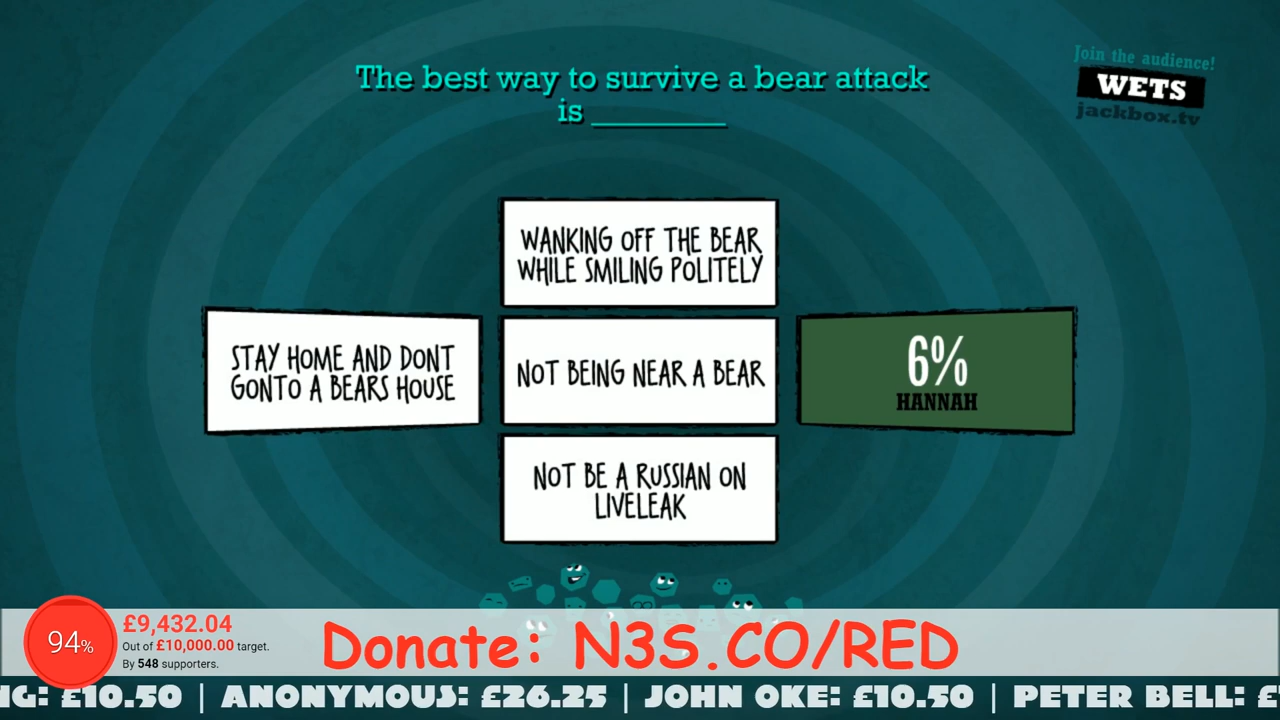 The best way to survive a bear attack
is __________
Join the audience!
WETS
jackbox.tv
WANKING OFF THE BEAR
WHILE SMILING POLITELY
STAY HOME AND DONT
GONTO A BEARS HOUSE
NOT BEING NEAR A BEAR
6%
HANNAH
NOT BE A RUSSIAN ON
LIVELEAK
94%
£9,432.04
Out of £10,000.00 target.
By 548 supporters.
Donate: N3S.CO/RED
NG: £10.50 | ANONYMOUS: £26.25 | JOHN OKE: £10.50 | PETER BELL: £